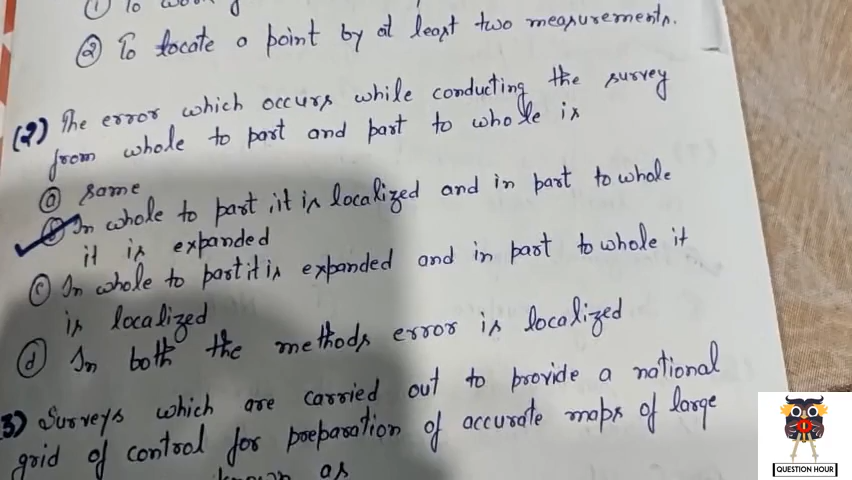 ① To
② To locate a point by at least two measurements.
(2) The error which occurs while conducting the survey
from whole to part and part to whole is
ⓐ same
ⓑ In whole to part, it is localized and in part to whole
it is expanded
ⓒ In whole to part it is expanded and in part to whole it
is localized
ⓓ In both the methods error is localized
3) Surveys which are carried out to provide a national
grid of control for preparation of accurate maps of large
as
QUESTION HOUR